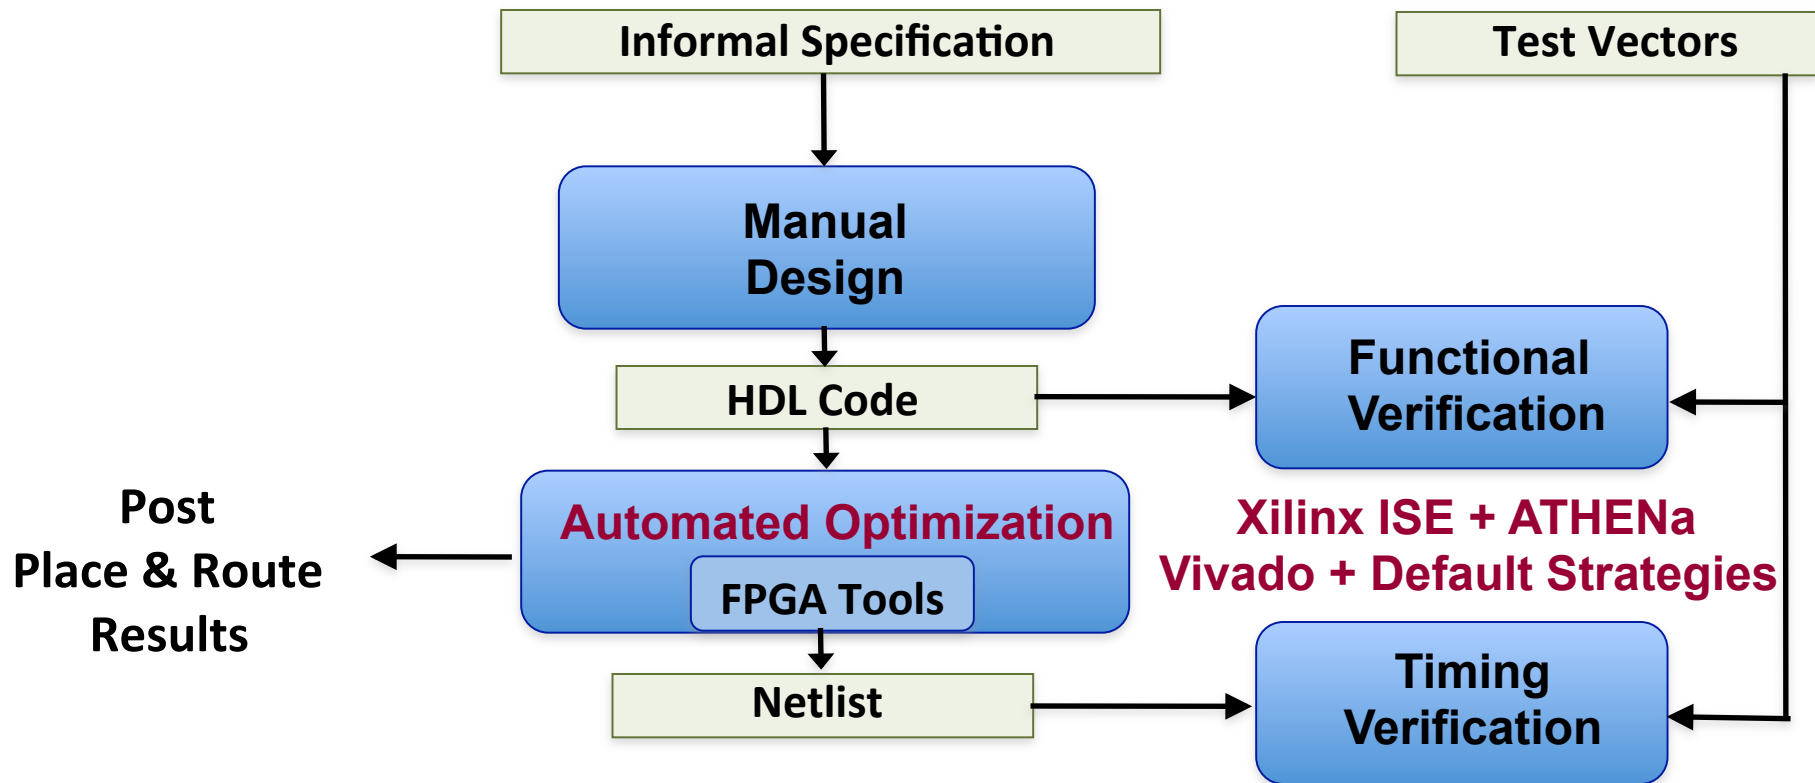 Informal Specification
Test Vectors
Manual
Design
Functional
Verification
HDL Code
Post
Place & Route
Results
Automated Optimization
FPGA Tools
Xilinx ISE + ATHENa
Vivado + Default Strategies
Netlist
Timing
Verification